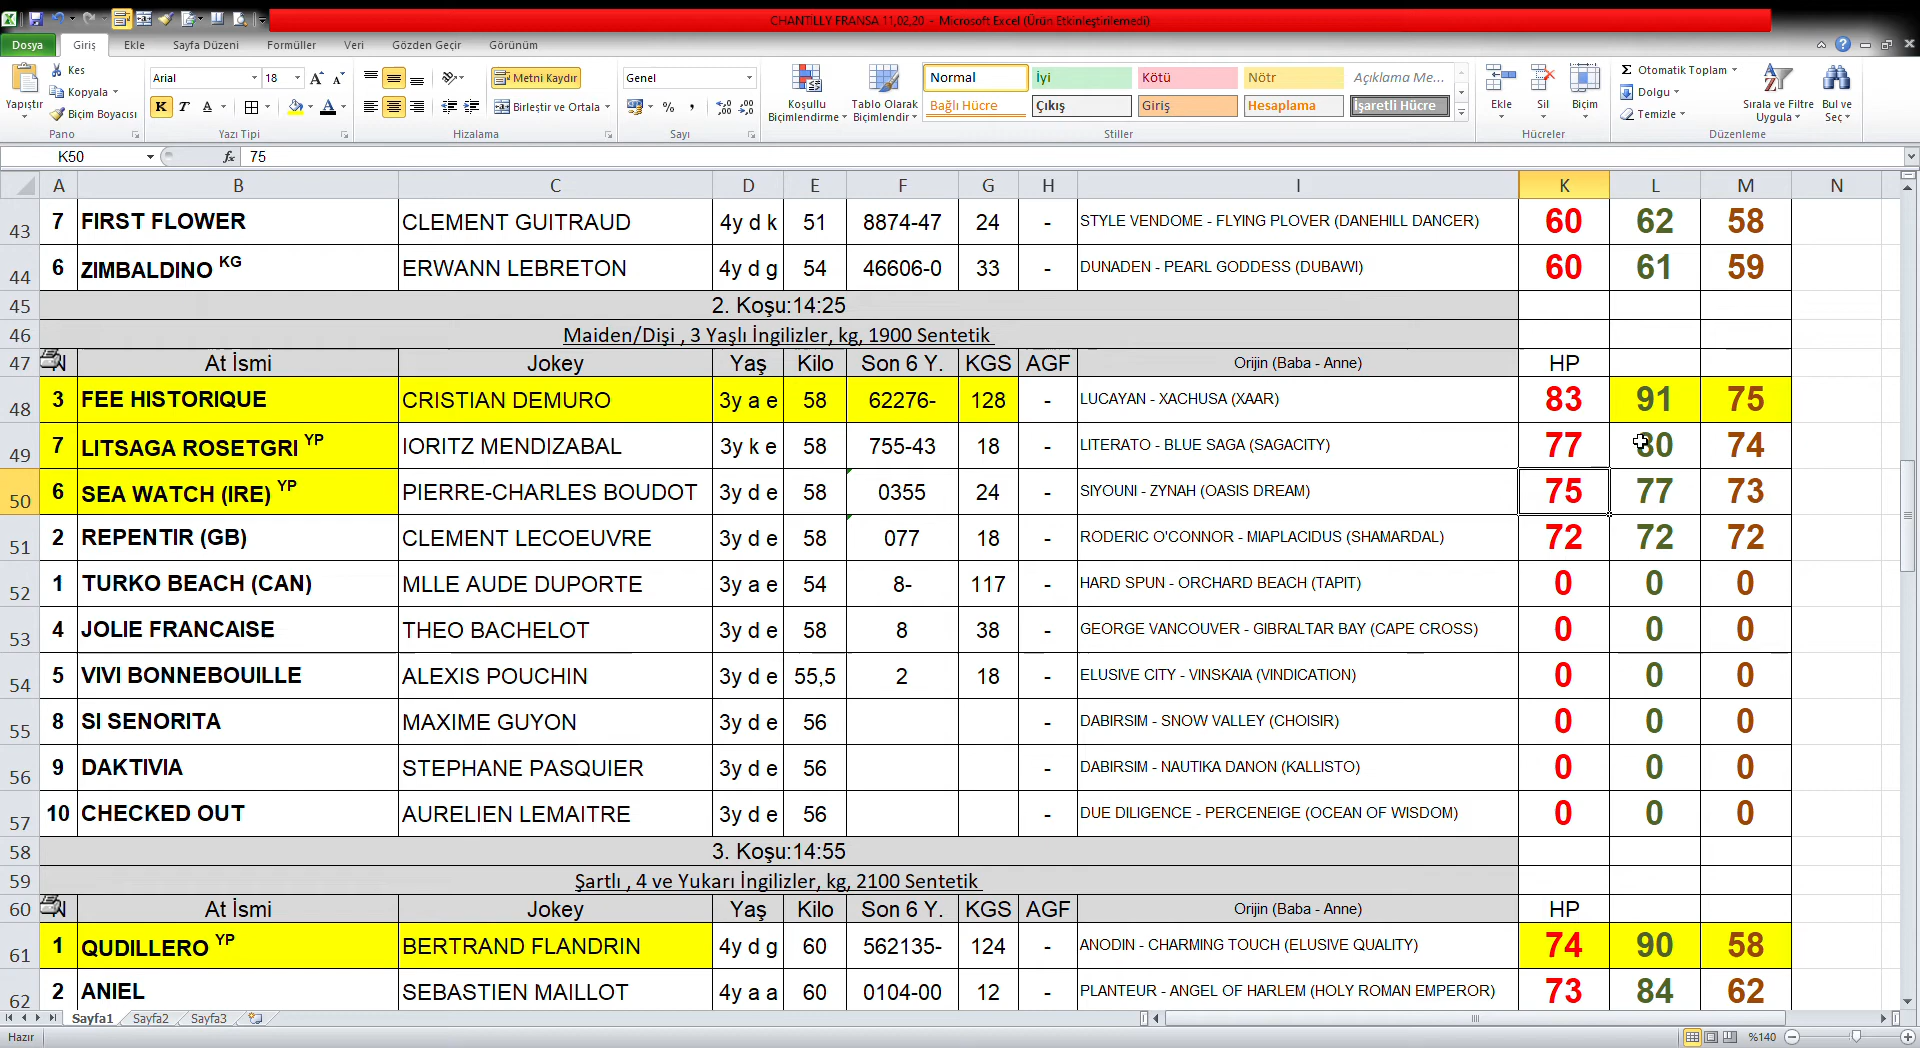 CHANTILLY FRANSA 11,02,20 - Microsoft Excel (Ürün Etkinleştirilemedi)
Dosya Giriş Ekle Sayfa Düzeni Formüller Veri Gözden Geçir Görünüm
Yapıştır
Kes
Kopyala
Biçim Boyacısı
Pano
Arial 18
K T A
Yazı Tipi
Metni Kaydır
Birleştir ve Ortala
Hizalama
Genel
Sayı
Koşullu Biçimlendirme
Tablo Olarak Biçimlendir
Normal İyi Kötü Nötr Açıklama Me...
Bağlı Hücre Çıkış Giriş Hesaplama İşaretli Hücre
Stiller
Ekle Sil Biçim
Hücreler
Otomatik Toplam
Dolgu
Temizle
Sırala ve Filtre Uygula
Bul ve Seç
Düzenleme
K50 fx 75
A B C D E F G H I K L M N
43 7 FIRST FLOWER CLEMENT GUITRAUD 4y d k 51 8874-47 24 - STYLE VENDOME - FLYING PLOVER (DANEHILL DANCER) 60 62 58
44 6 ZIMBALDINO KG ERWANN LEBRETON 4y d g 54 46606-0 33 - DUNADEN - PEARL GODDESS (DUBAWI) 60 61 59
45 2. Koşu:14:25
46 Maiden/Dişi , 3 Yaşlı İngilizler, kg, 1900 Sentetik
47 N At İsmi Jokey Yaş Kilo Son 6 Y. KGS AGF Orijin (Baba - Anne) HP
48 3 FEE HISTORIQUE CRISTIAN DEMURO 3y a e 58 62276- 128 - LUCAYAN - XACHUSA (XAAR) 83 91 75
49 7 LITSAGA ROSETGRI YP IORITZ MENDIZABAL 3y k e 58 755-43 18 - LITERATO - BLUE SAGA (SAGACITY) 77 80 74
50 6 SEA WATCH (IRE) YP PIERRE-CHARLES BOUDOT 3y d e 58 0355 24 - SIYOUNI - ZYNAH (OASIS DREAM) 75 77 73
51 2 REPENTIR (GB) CLEMENT LECOEUVRE 3y d e 58 077 18 - RODERIC O'CONNOR - MIAPLACIDUS (SHAMARDAL) 72 72 72
52 1 TURKO BEACH (CAN) MLLE AUDE DUPORTE 3y a e 54 8- 117 - HARD SPUN - ORCHARD BEACH (TAPIT) 0 0 0
53 4 JOLIE FRANCAISE THEO BACHELOT 3y d e 58 8 38 - GEORGE VANCOUVER - GIBRALTAR BAY (CAPE CROSS) 0 0 0
54 5 VIVI BONNEBOUILLE ALEXIS POUCHIN 3y d e 55,5 2 18 - ELUSIVE CITY - VINSKAIA (VINDICATION) 0 0 0
55 8 SI SENORITA MAXIME GUYON 3y d e 56 - DABIRSIM - SNOW VALLEY (CHOISIR) 0 0 0
56 9 DAKTIVIA STEPHANE PASQUIER 3y d e 56 - DABIRSIM - NAUTIKA DANON (KALLISTO) 0 0 0
57 10 CHECKED OUT AURELIEN LEMAITRE 3y d e 56 - DUE DILIGENCE - PERCENEIGE (OCEAN OF WISDOM) 0 0 0
58 3. Koşu:14:55
59 Şartlı , 4 ve Yukarı İngilizler, kg, 2100 Sentetik
60 N At İsmi Jokey Yaş Kilo Son 6 Y. KGS AGF Orijin (Baba - Anne) HP
61 1 QUDILLERO YP BERTRAND FLANDRIN 4y d g 60 562135- 124 - ANODIN - CHARMING TOUCH (ELUSIVE QUALITY) 74 90 58
62 2 ANIEL SEBASTIEN MAILLOT 4y a a 60 0104-00 12 - PLANTEUR - ANGEL OF HARLEM (HOLY ROMAN EMPEROR) 73 84 62
Sayfa1 Sayfa2 Sayfa3
Hazır %140